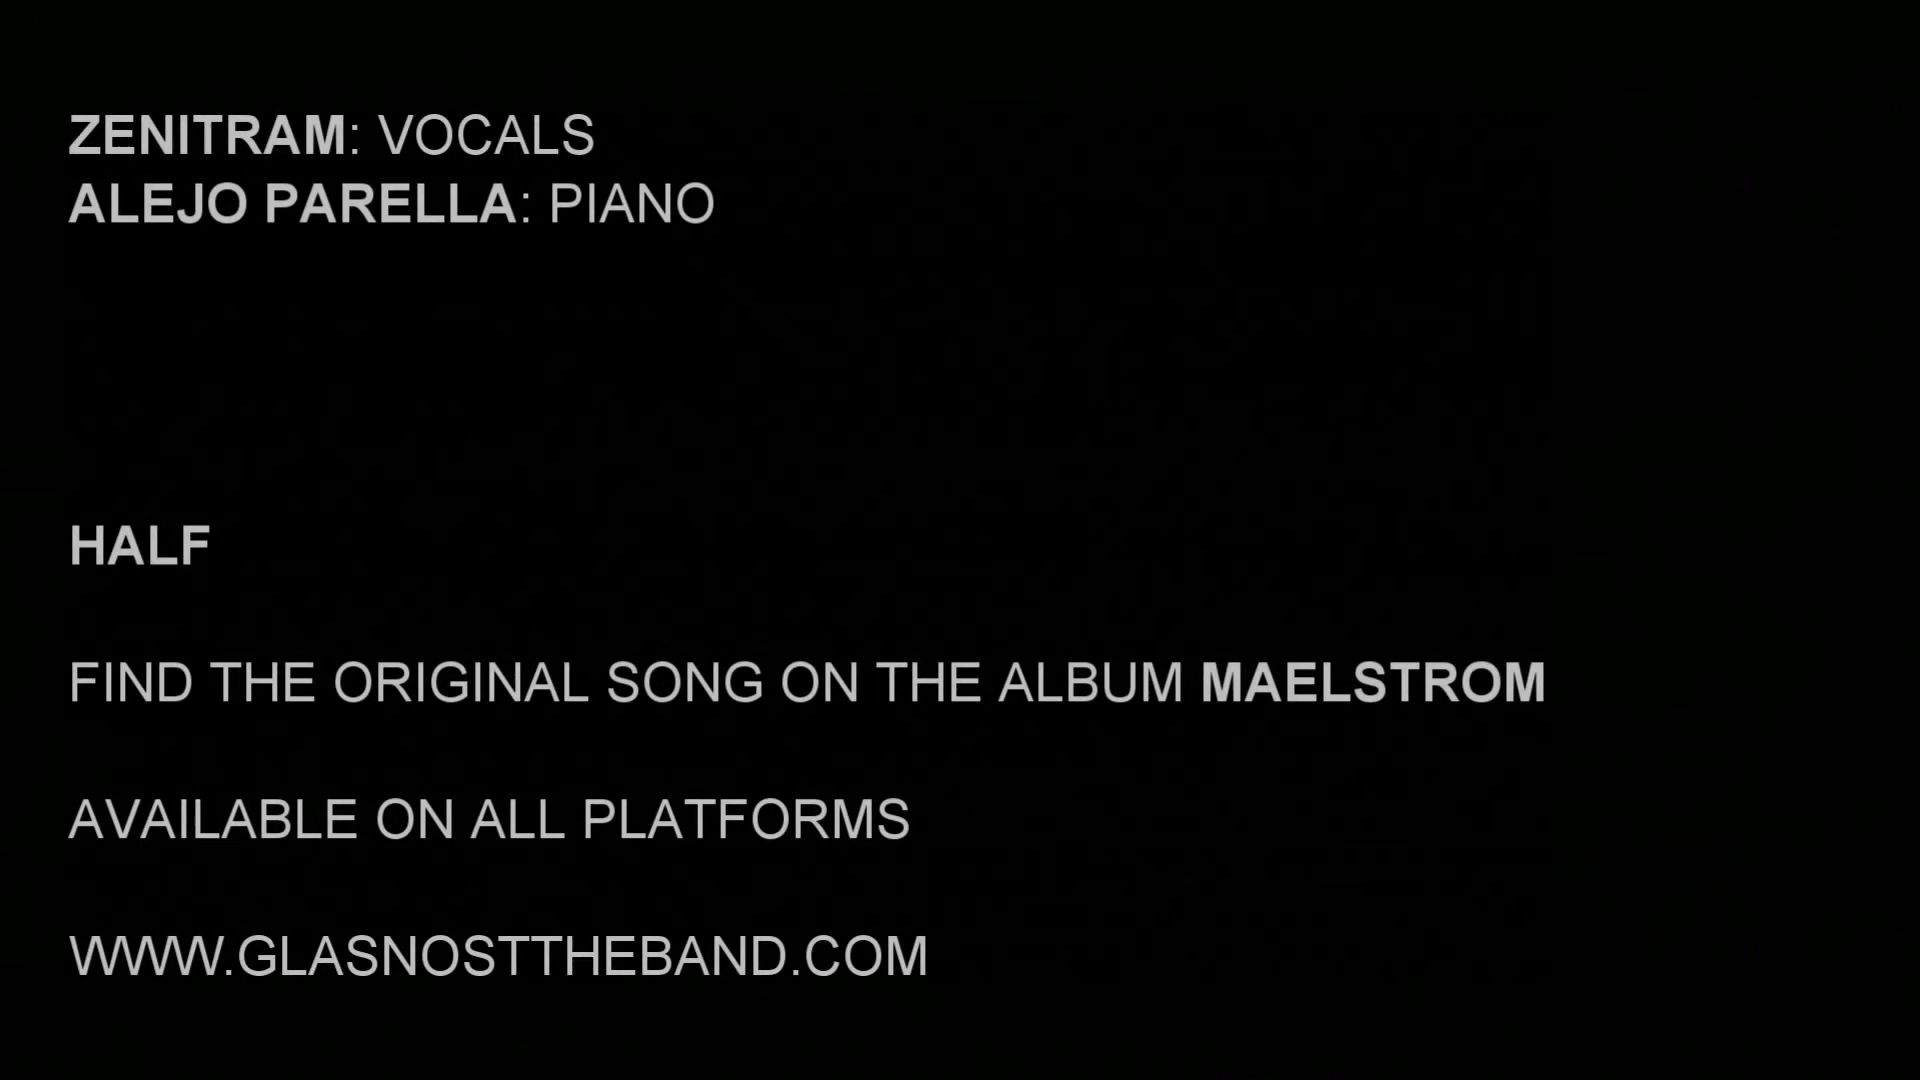 ZENITRAM: VOCALS
ALEJO PARELLA: PIANO
HALF
FIND THE ORIGINAL SONG ON THE ALBUM MAELSTROM
AVAILABLE ON ALL PLATFORMS
WWW.GLASNOSTTHEBAND.COM